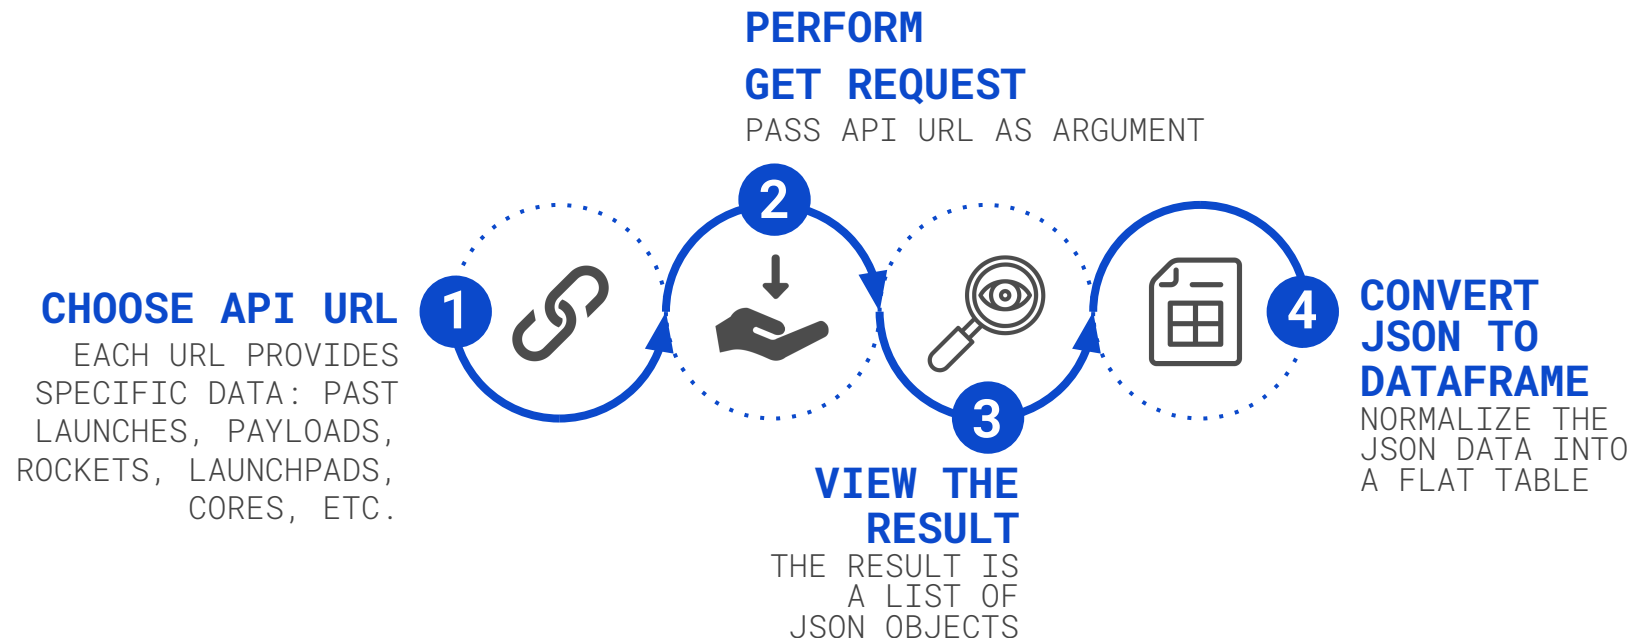 1
CHOOSE API URL
EACH URL PROVIDES
SPECIFIC DATA: PAST
LAUNCHES, PAYLOADS,
ROCKETS, LAUNCHPADS,
CORES, ETC.
PERFORM
GET REQUEST
PASS API URL AS ARGUMENT
2
3
VIEW THE
RESULT
THE RESULT IS
A LIST OF
JSON OBJECTS
4
CONVERT
JSON TO
DATAFRAME
NORMALIZE THE
JSON DATA INTO
A FLAT TABLE